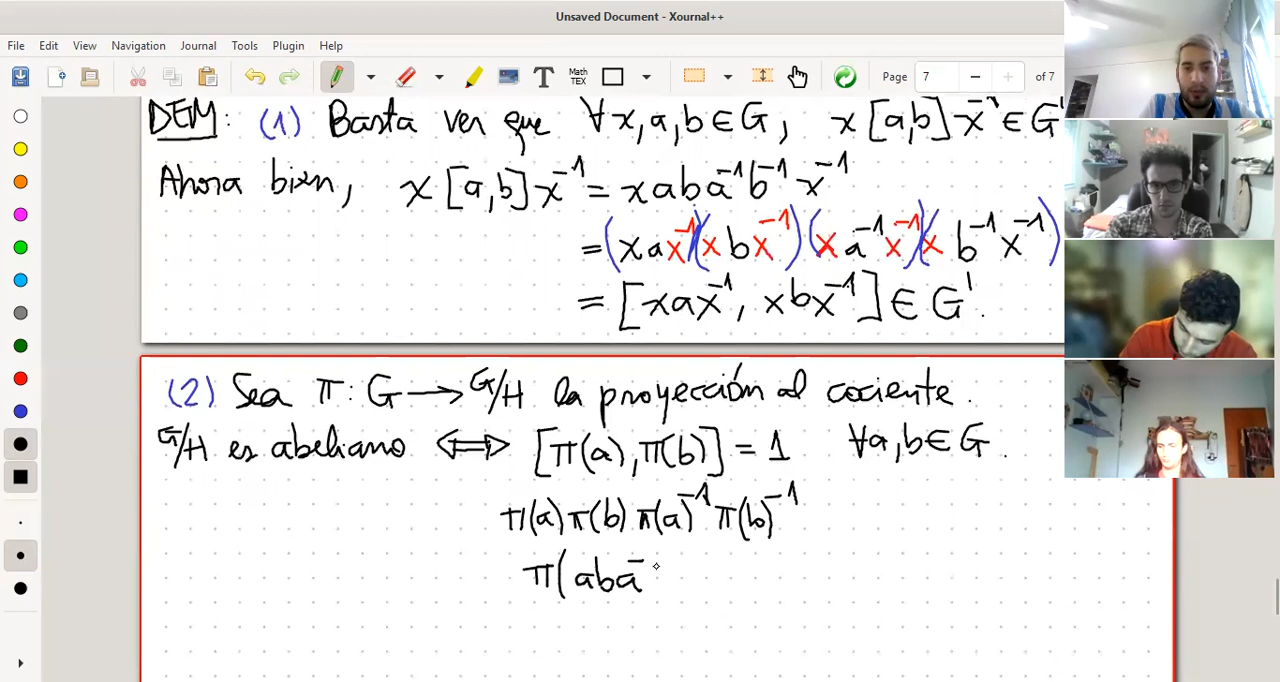 Unsaved Document - Xournal++
File Edit View Navigation Journal Tools Plugin Help
Math TEX
Page 7 of 7
DEM: (1) Basta ver que ∀x,a,b ∈ G, x[a,b]x⁻¹ ∈ G'
Ahora bien, x[a,b]x⁻¹ = xaba⁻¹b⁻¹x⁻¹
= (xax⁻¹)(xbx⁻¹)(xa⁻¹x⁻¹)(xb⁻¹x⁻¹)
= [xax⁻¹, xbx⁻¹] ∈ G'.
(2) Sea π: G → G/H la proyección al cociente.
G/H es abeliano ⟺ [π(a), π(b)] = 1 ∀a,b ∈ G.
π(a)π(b)π(a)⁻¹π(b)⁻¹
π(aba⁻